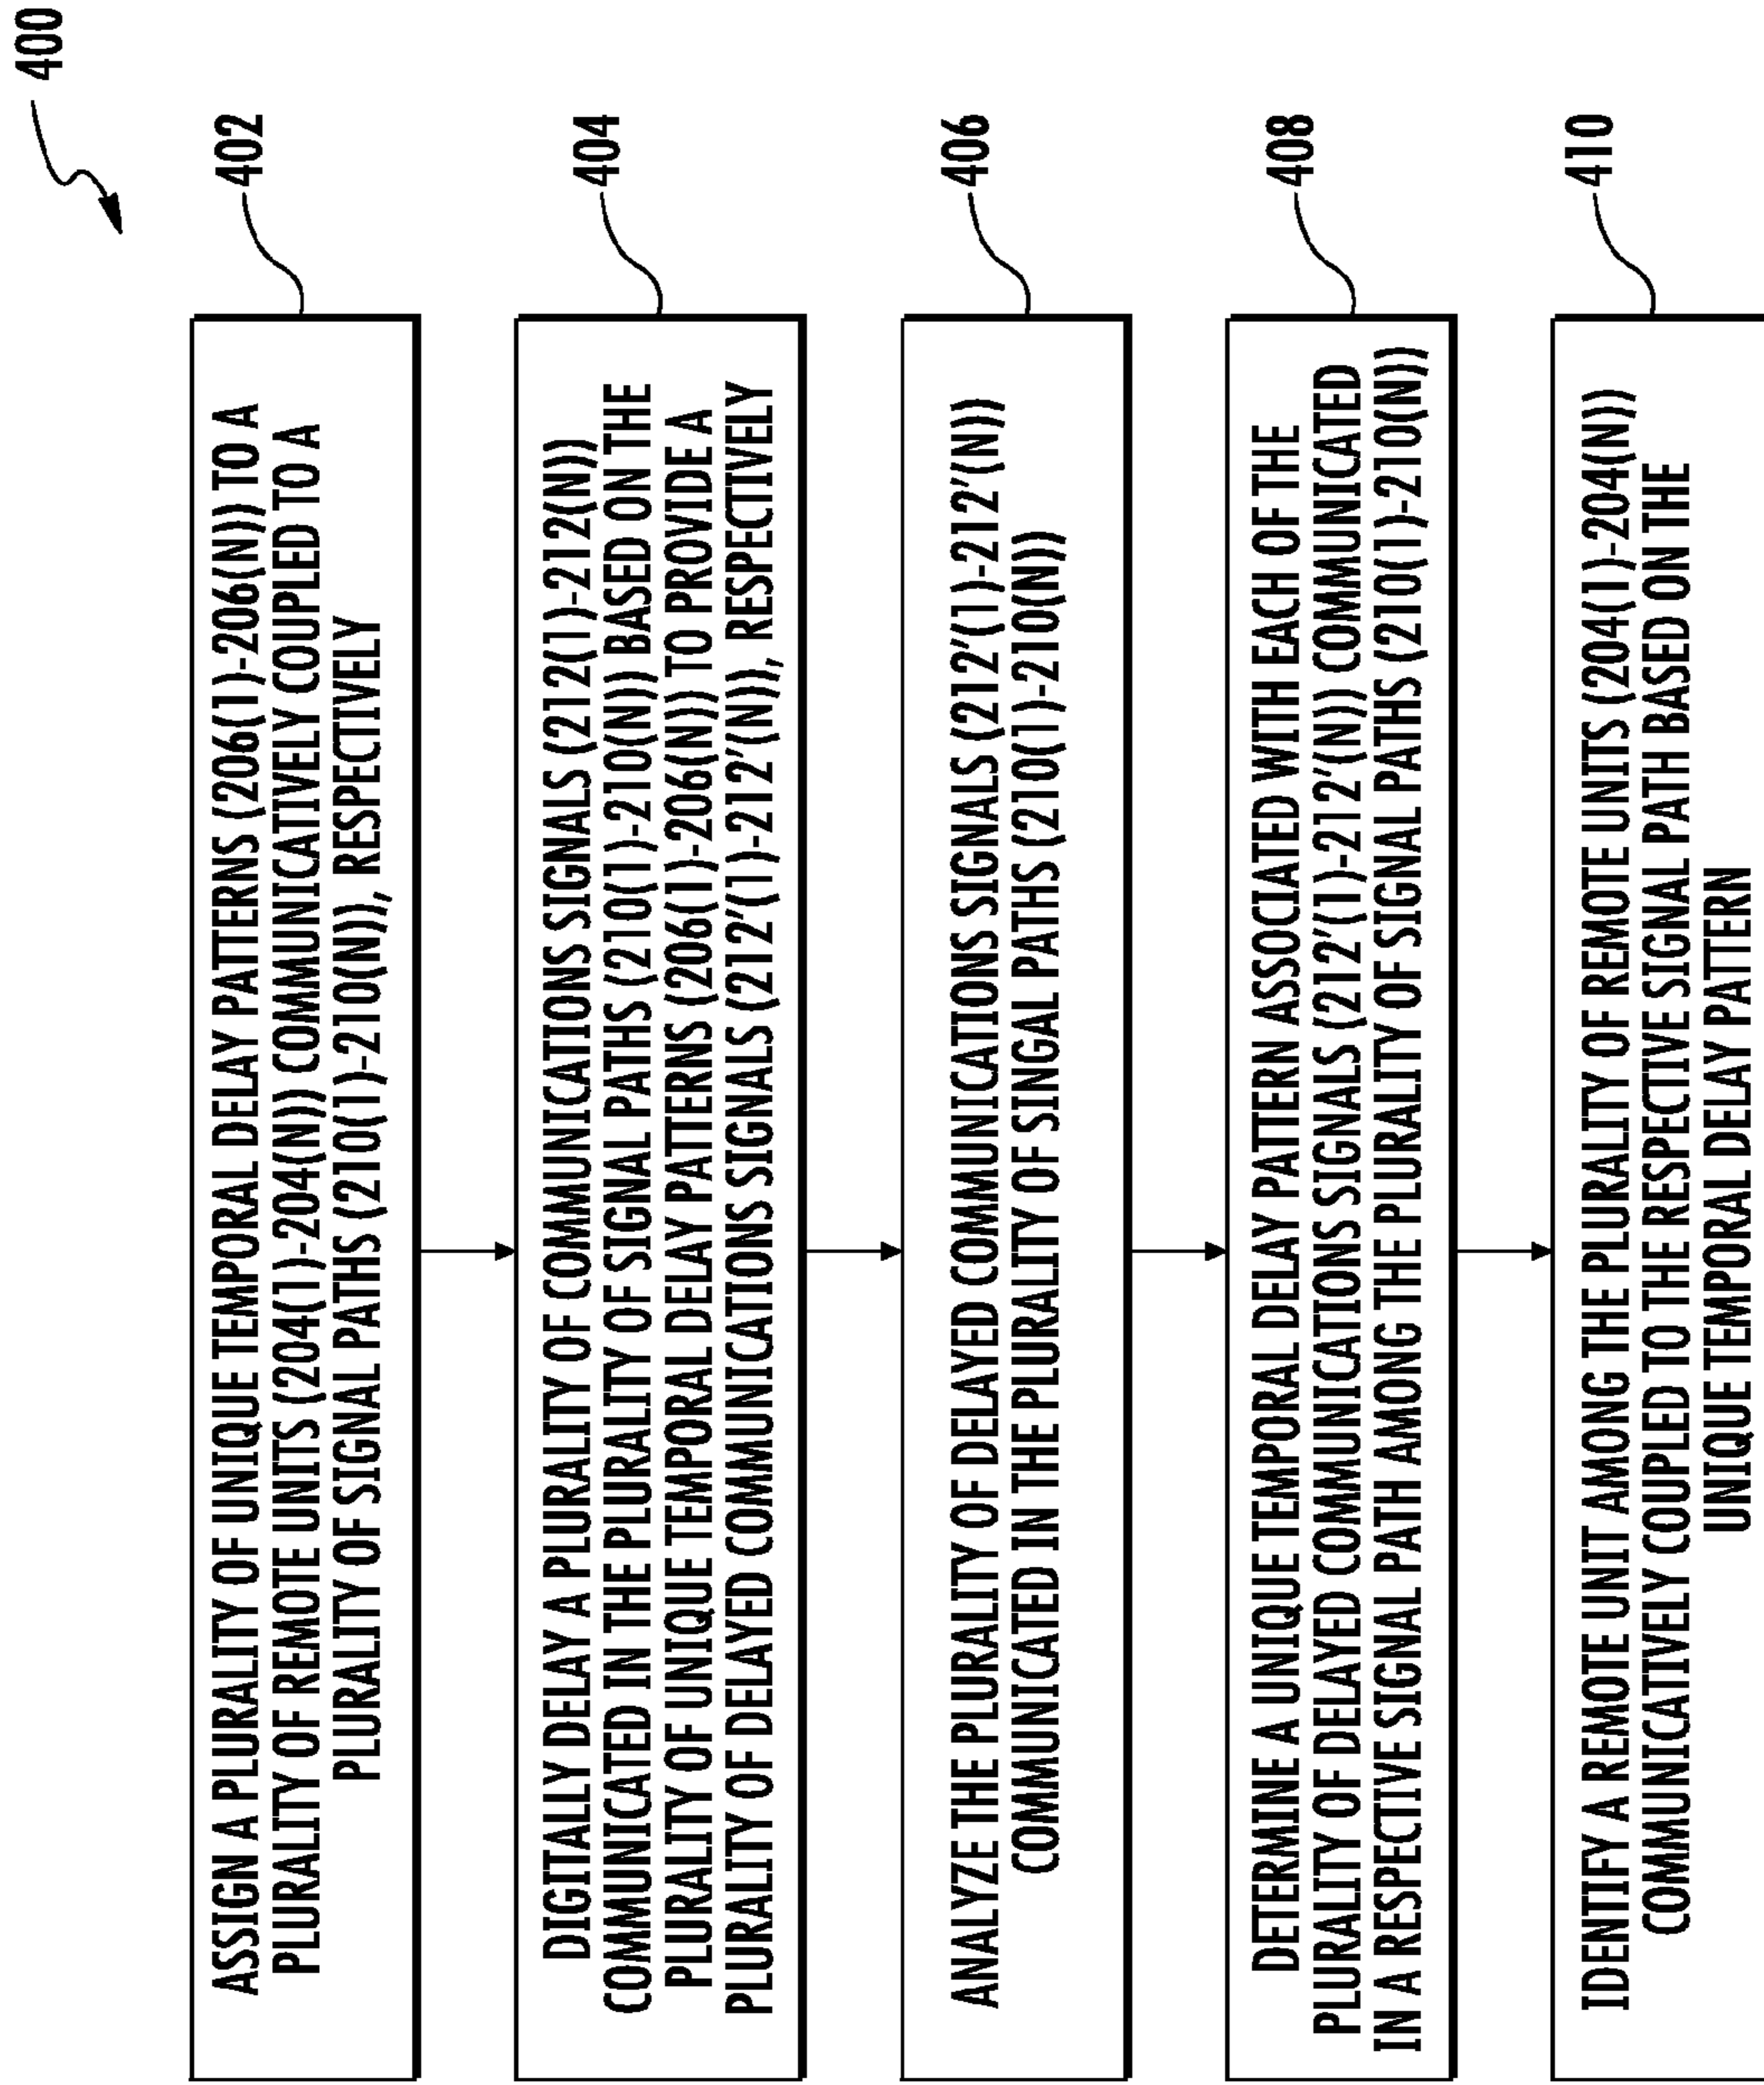 400
402
ASSIGN A PLURALITY OF UNIQUE TEMPORAL DELAY PATTERNS (206(1)-206(N)) TO A
PLURALITY OF REMOTE UNITS (204(1)-204(N)) COMMUNICATIVELY COUPLED TO A
PLURALITY OF SIGNAL PATHS (210(1)-210(N)), RESPECTIVELY
404
DIGITALLY DELAY A PLURALITY OF COMMUNICATIONS SIGNALS (212(1)-212(N))
COMMUNICATED IN THE PLURALITY OF SIGNAL PATHS (210(1)-210(N)) BASED ON THE
PLURALITY OF UNIQUE TEMPORAL DELAY PATTERNS (206(1)-206(N)) TO PROVIDE A
PLURALITY OF DELAYED COMMUNICATIONS SIGNALS (212'(1)-212'(N)), RESPECTIVELY
406
ANALYZE THE PLURALITY OF DELAYED COMMUNICATIONS SIGNALS (212'(1)-212'(N))
COMMUNICATED IN THE PLURALITY OF SINGAL PATHS (210(1)-210(N))
408
DETERMINE A UNIQUE TEMPORAL DELAY PATTERN ASSOCIATED WITH EACH OF THE
PLURALITY OF DELAYED COMMUNICATIONS SIGNALS (212'(1)-212'(N)) COMMUNICATED
IN A RESPECTIVE SIGNAL PATH AMONG THE PLURALITY OF SIGNAL PATHS (210(1)-210(N))
410
IDENTIFY A REMOTE UNIT AMONG THE PLURALITY OF REMOTE UNITS (204(1)-204(N))
COMMUNICATIVELY COUPLED TO THE RESPECTIVE SIGNAL PATH BASED ON THE
UNIQUE TEMPORAL DELAY PATTERN